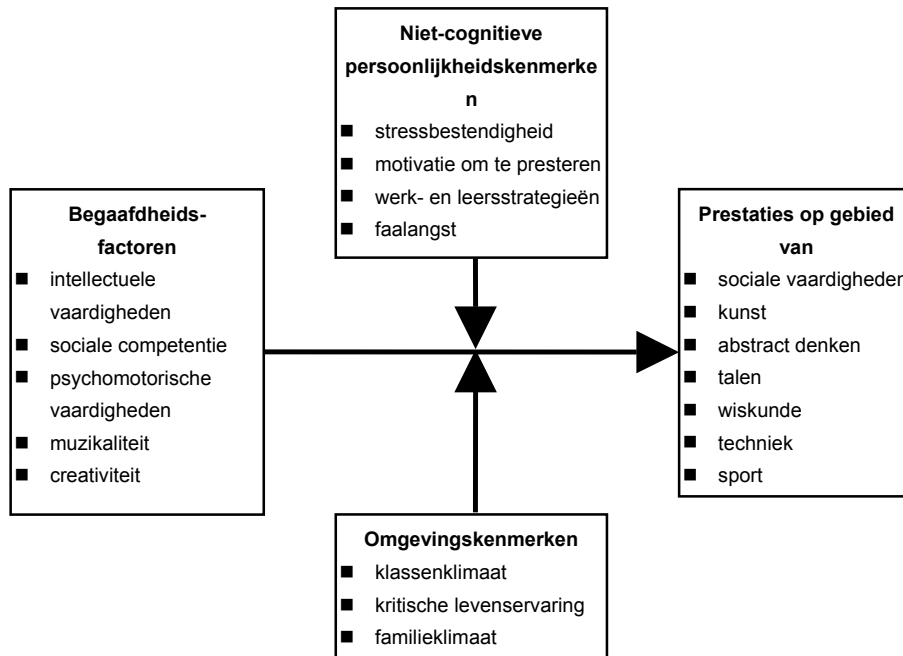 Niet-cognitieve
persoonlijkheidskenmerke
n
■ stressbestendigheid
■ motivatie om te presteren
■ werk- en leersstrategieën
■ faalangst
Begaafdheids-
factoren
■ intellectuele
vaardigheden
■ sociale competentie
■ psychomotorische
vaardigheden
■ muzikaliteit
■ creativiteit
Prestaties op gebied
van
■ sociale vaardigheden
■ kunst
■ abstract denken
■ talen
■ wiskunde
■ techniek
■ sport
Omgevingskenmerken
■ klassenklimaat
■ kritische levenservaring
■ familieklimaat